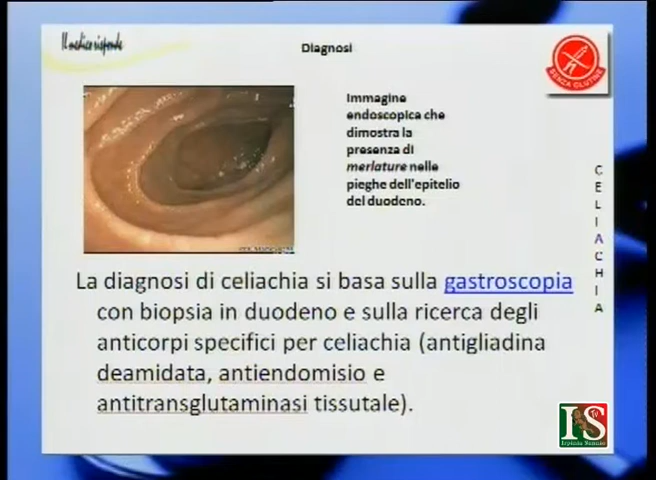 Il medico risponde
Diagnosi
SENZA GLUTINE
Immagine
endoscopica che
dimostra la
presenza di
merlature nelle
pieghe dell'epitelio
del duodeno.
C
E
L
I
A
C
H
I
A
La diagnosi di celiachia si basa sulla gastroscopia
con biopsia in duodeno e sulla ricerca degli
anticorpi specifici per celiachia (antigliadina
deamidata, antiendomisio e
antitransglutaminasi tissutale).
IS
TV